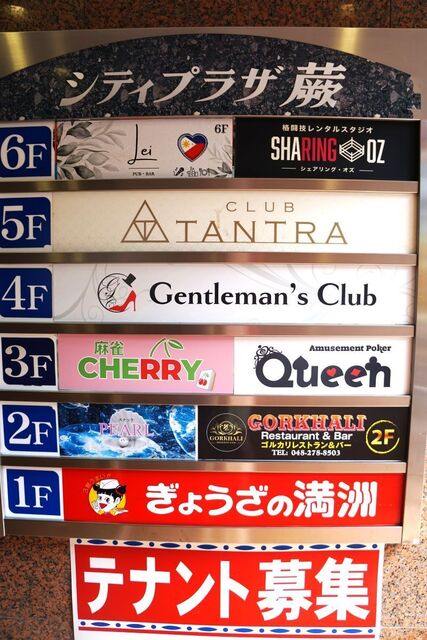 シティプラザ 蕨
6F
Lei
PUB・BAR
6F
格闘技レンタルスタジオ
SHARING OZ
シェアリング・オズ
5F
CLUB
TANTRA
4F
Gentleman's Club
3F
麻雀
CHERRY
Amusement Poker
Queen
2F
PEARL
GORKHALI
GORKHALI
Restaurant & Bar
ゴルカリレストラン&バー
TEL: 048-278-8503
2F
1F
ぎょうざの満洲
テナント募集